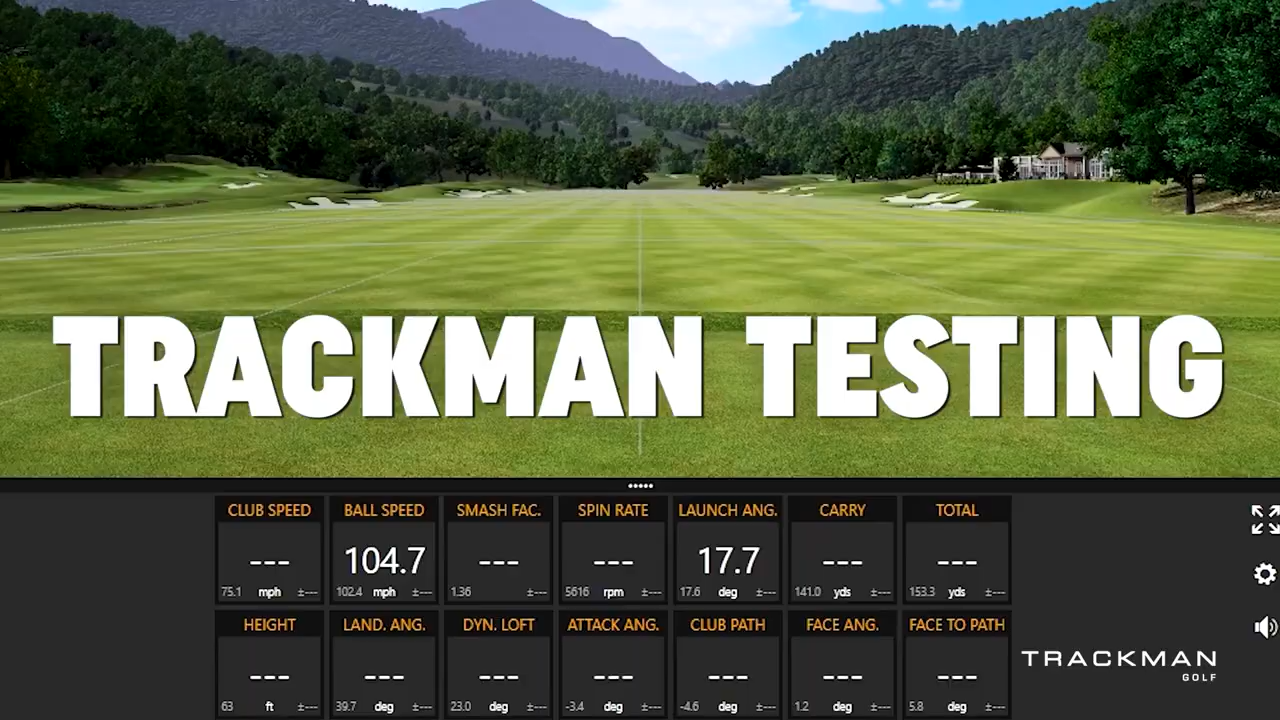 TRACKMAN TESTING
CLUB SPEED BALL SPEED SMASH FAC. SPIN RATE LAUNCH ANG. CARRY TOTAL
--- 104.7 --- --- 17.7 --- ---
75.1 mph ±--- 102.4 mph ±--- 1.36 ±--- 5616 rpm ±--- 17.6 deg ±--- 141.0 yds ±--- 153.3 yds ±---
HEIGHT LAND. ANG. DYN. LOFT ATTACK ANG. CLUB PATH FACE ANG. FACE TO PATH
--- --- --- --- --- --- ---
63 ft ±--- 39.7 deg ±--- 23.0 deg ±--- -3.4 deg ±--- -4.6 deg ±--- 1.2 deg ±--- 5.8 deg ±---
TRACKMAN
GOLF